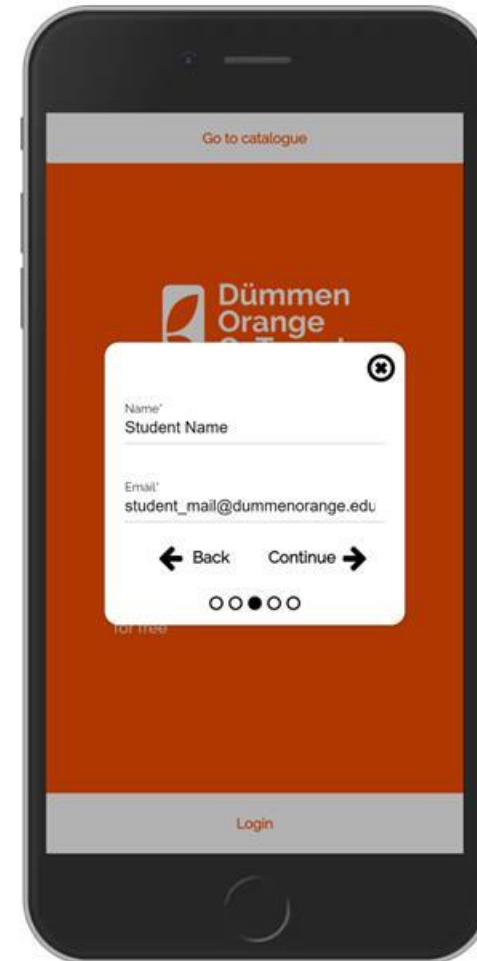 Go to catalogue
Dümmen
Orange
Name*
Student Name
Email*
student_mail@dummenorange.edu
Back Continue
for free
Login